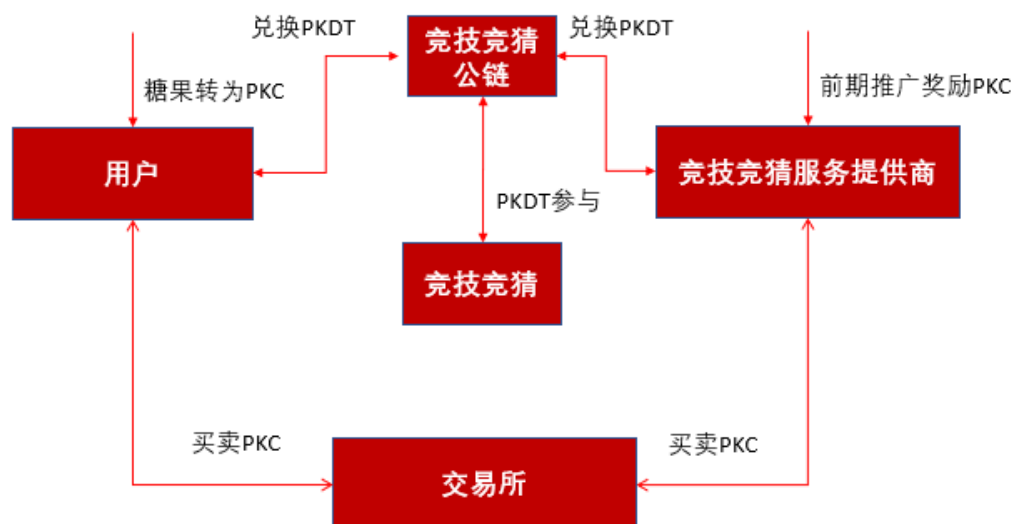 兑换PKDT
竞技竞猜
公链
兑换PKDT
糖果转为PKC
前期推广奖励PKC
用户
竞技竞猜服务提供商
PKDT参与
竞技竞猜
买卖PKC
买卖PKC
交易所